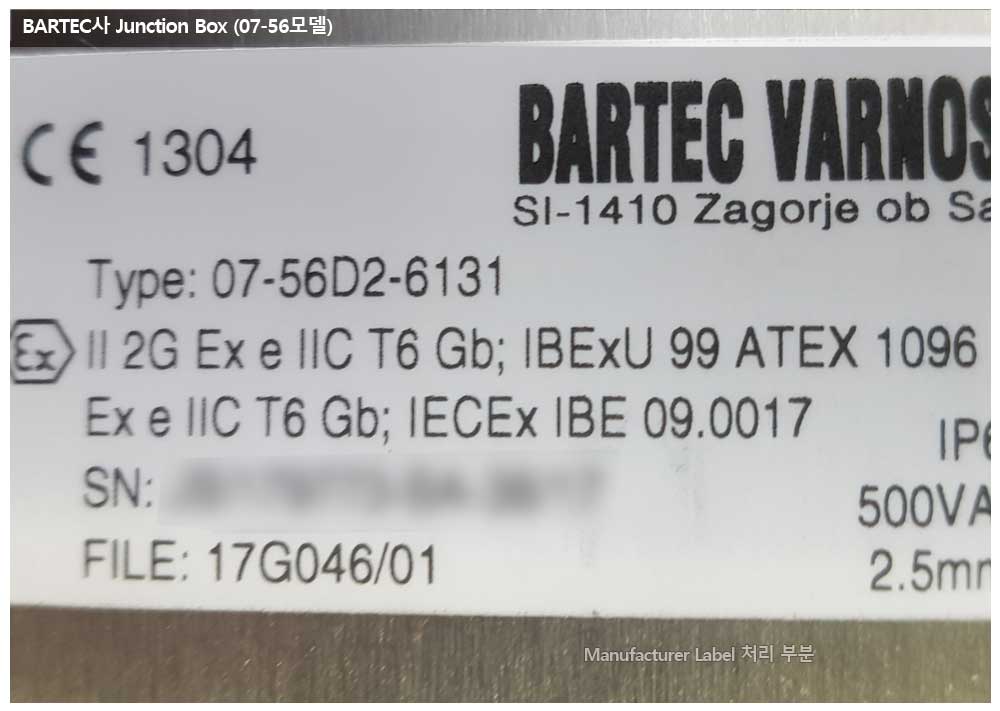 BARTEC사 Junction Box (07-56모델)
CE 1304
BARTEC VARNOS
SI-1410 Zagorje ob Sa
Type: 07-56D2-6131
Ex II 2G Ex e IIC T6 Gb; IBExU 99 ATEX 1096
Ex e IIC T6 Gb; IECEx IBE 09.0017
IP6
SN:
500VA
FILE: 17G046/01
2.5mm
Manufacturer Label 처리 부분